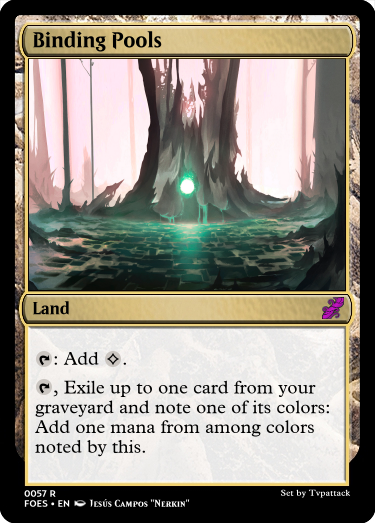 Binding Pools
Land
: Add .
, Exile up to one card from your
graveyard and note one of its colors:
Add one mana from among colors
noted by this.
0057 R
Set by Tvpattack
FOES • EN Jesús Campos "Nerkin"